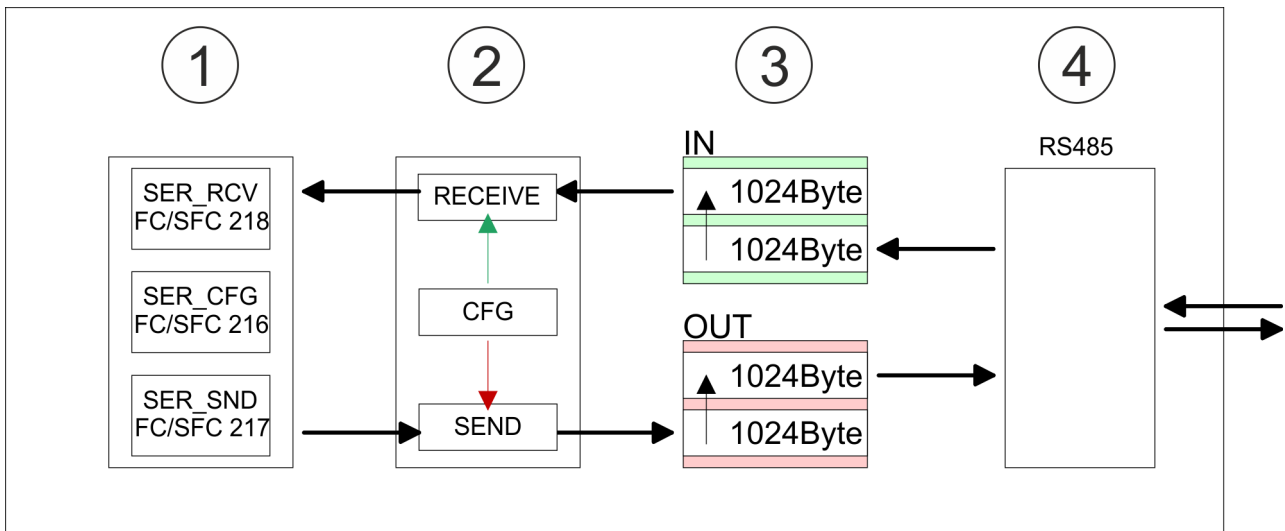 1
2
3
4
SER_RCV
FC/SFC 218
SER_CFG
FC/SFC 216
SER_SND
FC/SFC 217
RECEIVE
CFG
SEND
IN
1024Byte
1024Byte
OUT
1024Byte
1024Byte
RS485